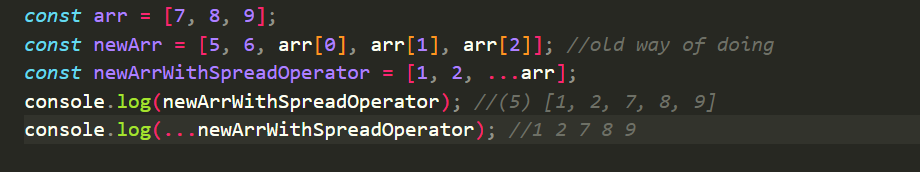 const arr = [7, 8, 9];
const newArr = [5, 6, arr[0], arr[1], arr[2]]; //old way of doing
const newArrWithSpreadOperator = [1, 2, ...arr];
console.log(newArrWithSpreadOperator); //(5) [1, 2, 7, 8, 9]
console.log(...newArrWithSpreadOperator); //1 2 7 8 9